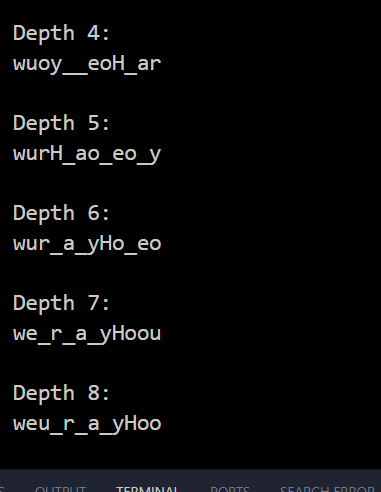 Depth 4:
wuoy__eoH_ar
Depth 5:
wurH_ao_eo_y
Depth 6:
wur_a_yHo_eo
Depth 7:
we_r_a_yHoou
Depth 8:
weu_r_a_yHoo
OUTPUT TERMINAL PORTS SEARCH ERROR